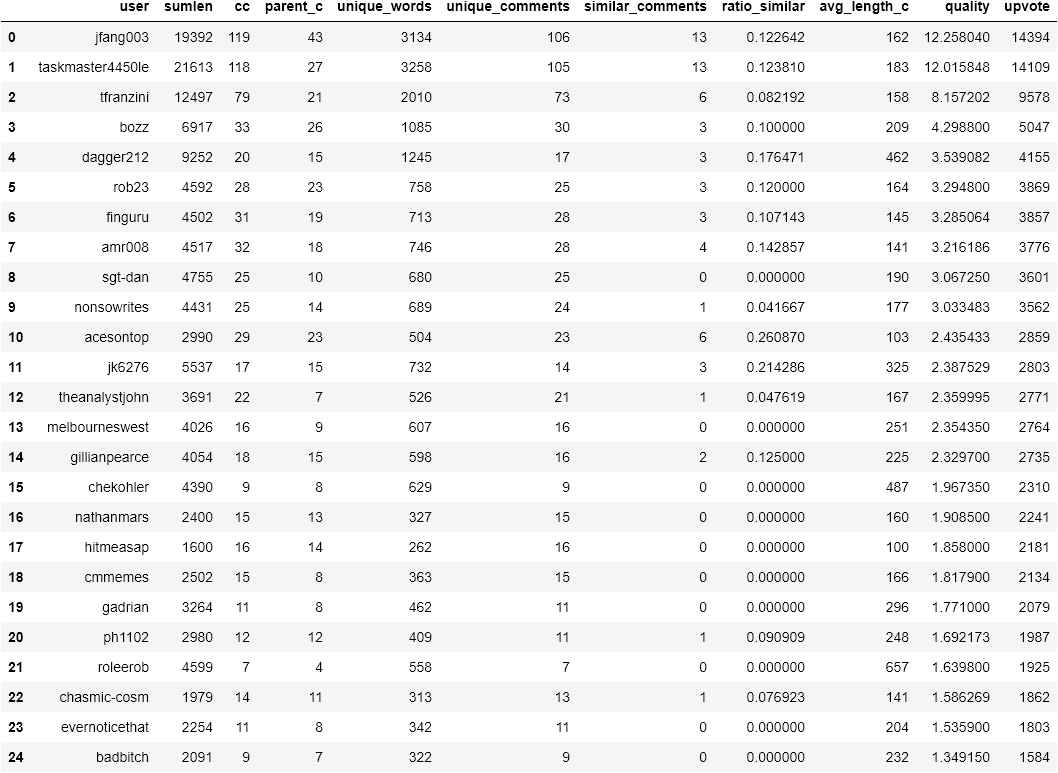 user sumlen cc parent_c unique_words unique_comments similar_comments ratio_similar avg_length_c quality upvote
0 jfang003 19392 119 43 3134 106 13 0.122642 162 12.258040 14394
1 taskmaster4450le 21613 118 27 3258 105 13 0.123810 183 12.015848 14109
2 tfranzini 12497 79 21 2010 73 6 0.082192 158 8.157202 9578
3 bozz 6917 33 26 1085 30 3 0.100000 209 4.298800 5047
4 dagger212 9252 20 15 1245 17 3 0.176471 462 3.539082 4155
5 rob23 4592 28 23 758 25 3 0.120000 164 3.294800 3869
6 finguru 4502 31 19 713 28 3 0.107143 145 3.285064 3857
7 amr008 4517 32 18 746 28 4 0.142857 141 3.216186 3776
8 sgt-dan 4755 25 10 680 25 0 0.000000 190 3.067250 3601
9 nonsowrites 4431 25 14 689 24 1 0.041667 177 3.033483 3562
10 acesontop 2990 29 23 504 23 6 0.260870 103 2.435433 2859
11 jk6276 5537 17 15 732 14 3 0.214286 325 2.387529 2803
12 theanalystjohn 3691 22 7 526 21 1 0.047619 167 2.359995 2771
13 melbourneswest 4026 16 9 607 16 0 0.000000 251 2.354350 2764
14 gillianpearce 4054 18 15 598 16 2 0.125000 225 2.329700 2735
15 chekohler 4390 9 8 629 9 0 0.000000 487 1.967350 2310
16 nathanmars 2400 15 13 327 15 0 0.000000 160 1.908500 2241
17 hitmeasap 1600 16 14 262 16 0 0.000000 100 1.858000 2181
18 cmmemes 2502 15 8 363 15 0 0.000000 166 1.817900 2134
19 gadrian 3264 11 8 462 11 0 0.000000 296 1.771000 2079
20 ph1102 2980 12 12 409 11 1 0.090909 248 1.692173 1987
21 roleerob 4599 7 4 558 7 0 0.000000 657 1.639800 1925
22 chasmic-cosm 1979 14 11 313 13 1 0.076923 141 1.586269 1862
23 evernoticethat 2254 11 8 342 11 0 0.000000 204 1.535900 1803
24 badbitch 2091 9 7 322 9 0 0.000000 232 1.349150 1584